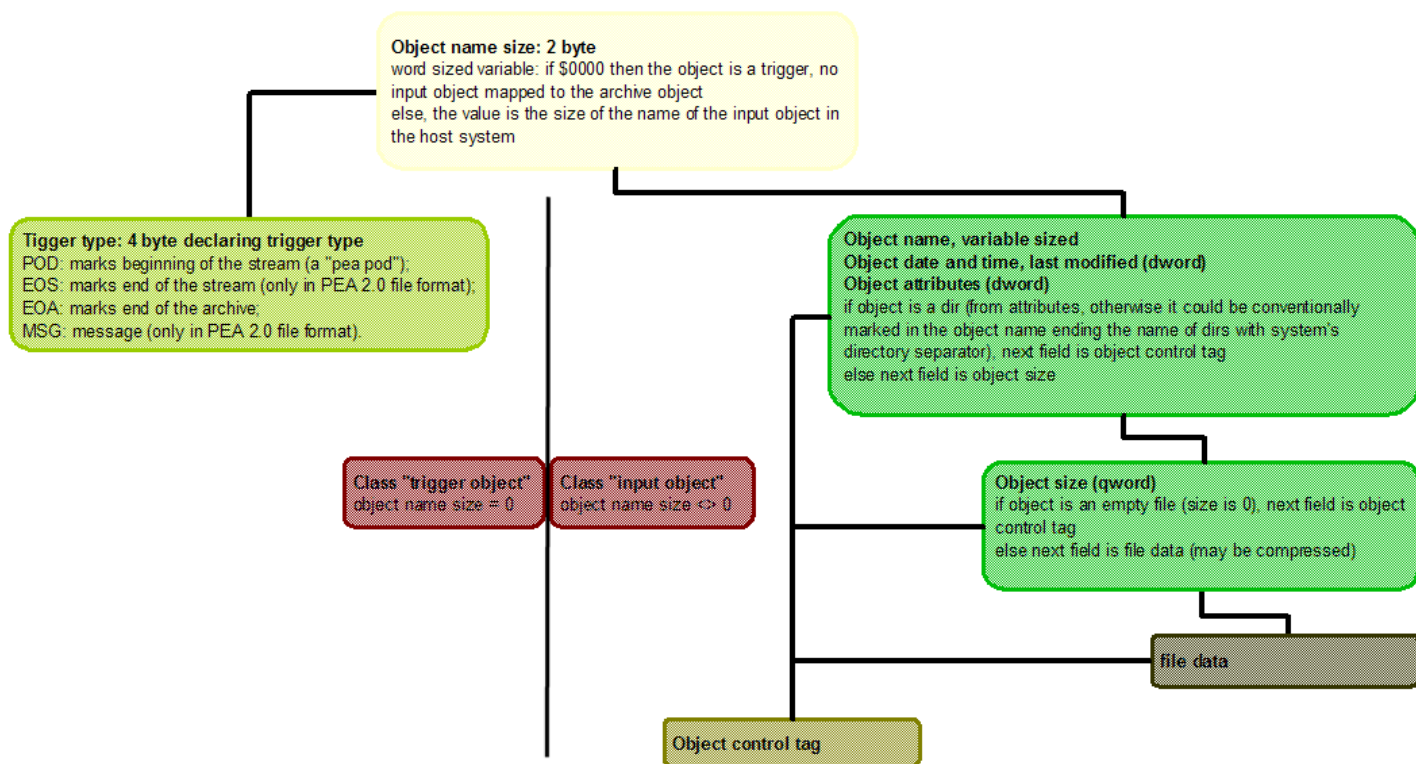 Object name size: 2 byte
word sized variable: if $0000 then the object is a trigger, no
input object mapped to the archive object
else, the value is the size of the name of the input object in
the host system
Tigger type: 4 byte declaring trigger type
POD: marks beginning of the stream (a "pea pod");
EOS: marks end of the stream (only in PEA 2.0 file format);
EOA: marks end of the archive;
MSG: message (only in PEA 2.0 file format).
Object name, variable sized
Object date and time, last modified (dword)
Object attributes (dword)
if object is a dir (from attributes, otherwise it could be conventionally
marked in the object name ending the name of dirs with system's
directory separator), next field is object control tag
else next field is object size
Class "trigger object"
object name size = 0
Class "input object"
object name size <> 0
Object size (qword)
if object is an empty file (size is 0), next field is object
control tag
else next field is file data (may be compressed)
file data
Object control tag